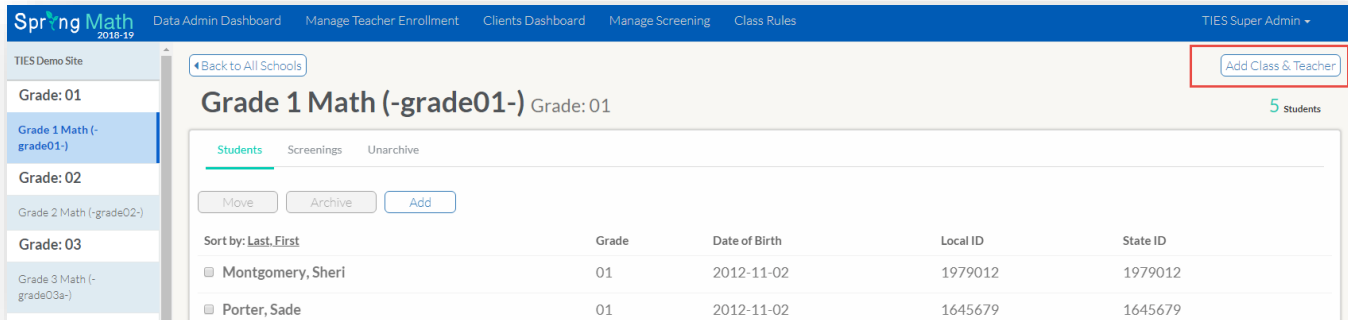 Spring Math Data Admin Dashboard Manage Teacher Enrollment Clients Dashboard Manage Screening Class Rules TIES Super Admin
2018-19
TIES Demo Site
Back to All Schools
Add Class & Teacher
Grade: 01
Grade 1 Math (-grade01-) Grade: 01
5 Students
Grade 1 Math (-
grade01-)
Students Screenings Unarchive
Grade: 02
Move Archive Add
Grade 2 Math (-grade02-)
Grade: 03
Sort by: Last, First Grade Date of Birth Local ID State ID
Grade 3 Math (-
grade03a-)
Montgomery, Sheri 01 2012-11-02 1979012 1979012
Porter, Sade 01 2012-11-02 1645679 1645679